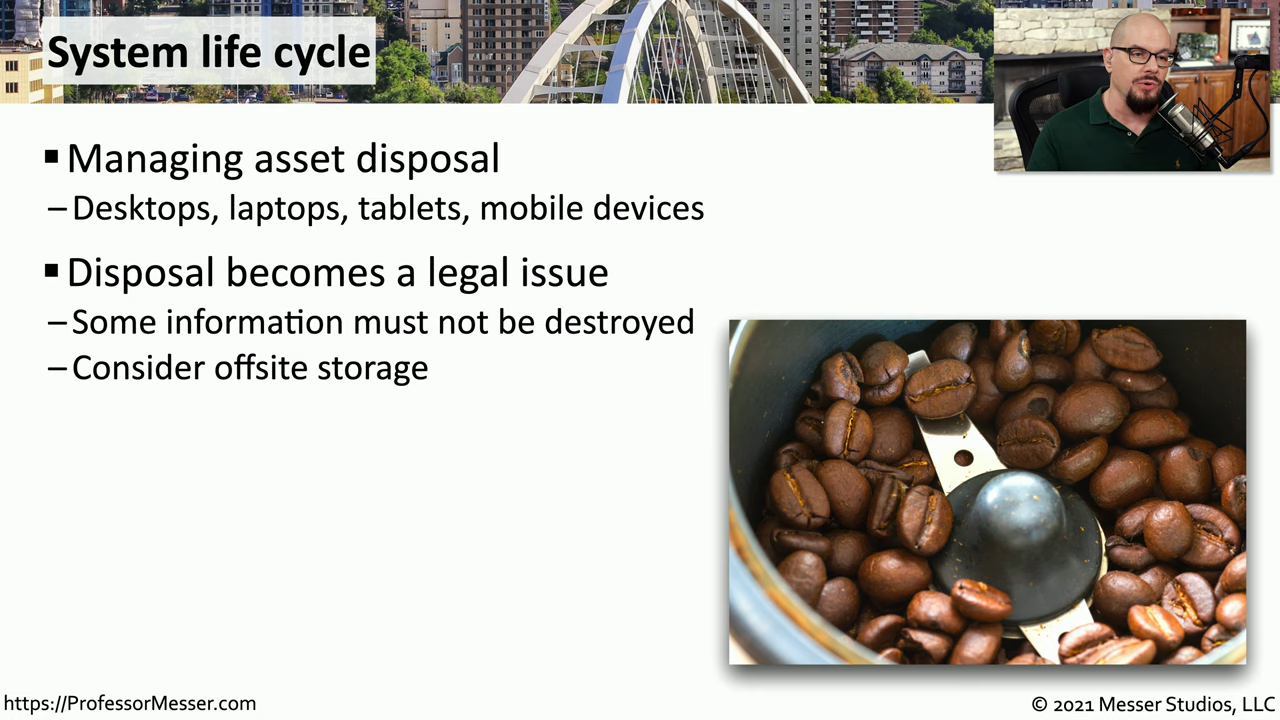 System life cycle
▪ Managing asset disposal
– Desktops, laptops, tablets, mobile devices
▪ Disposal becomes a legal issue
– Some information must not be destroyed
– Consider offsite storage
https://ProfessorMesser.com
© 2021 Messer Studios, LLC